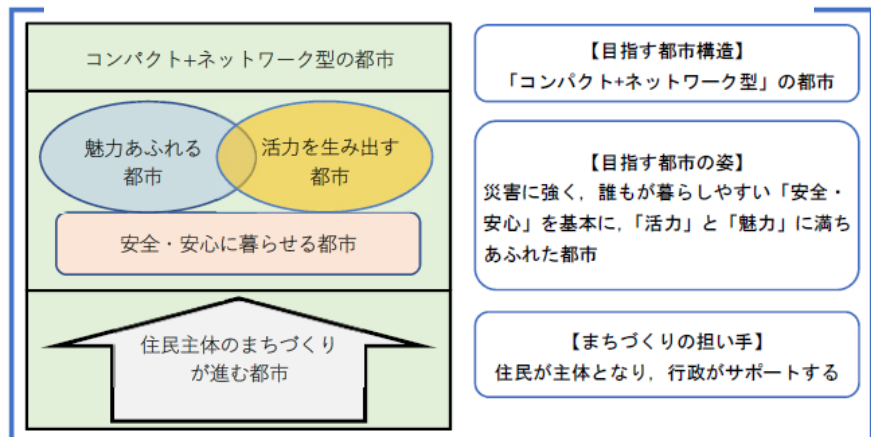 コンパクト+ネットワーク型の都市
魅力あふれる
都市
活力を生み出す
都市
安全・安心に暮らせる都市
住民主体のまちづくり
が進む都市
【目指す都市構造】
「コンパクト+ネットワーク型」の都市
【目指す都市の姿】
災害に強く，誰もが暮らしやすい「安全・
安心」を基本に，「活力」と「魅力」に満ち
あふれた都市
【まちづくりの担い手】
住民が主体となり，行政がサポートする